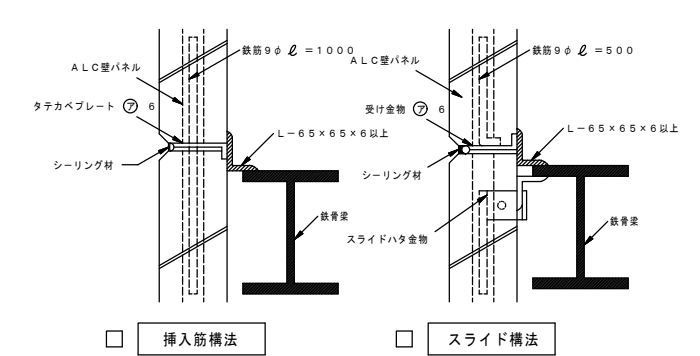 鉄筋9φ ℓ =1000
ALC壁パネル
タテカベプレート ㋐ 6
L－65×65×6以上
シーリング材
鉄骨梁
□ 挿入筋構法
鉄筋9φ ℓ =500
ALC壁パネル
受け金物 ㋐ 6
L－65×65×6以上
シーリング材
スライドハタ金物
鉄骨梁
□ スライド構法